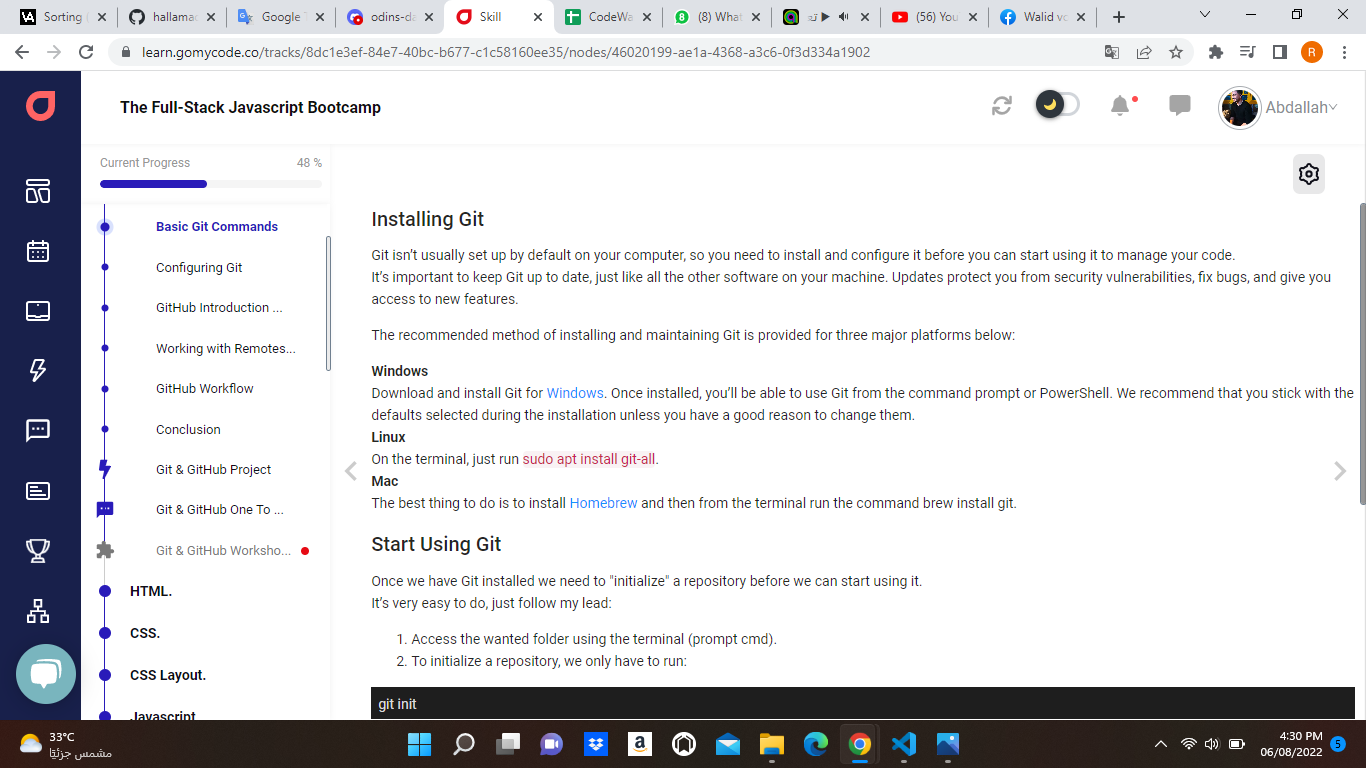 Sorting
hallamad
Google T
odins-da
Skill
CodeWa
(8) What
(56) You
Walid vo
learn.gomycode.co/tracks/8dc1e3ef-84e7-40bc-b677-c1c58160ee35/nodes/46020199-ae1a-4368-a3c6-0f3d334a1902
R
The Full-Stack Javascript Bootcamp
Abdallah
Current Progress 48 %
Basic Git Commands
Configuring Git
GitHub Introduction ...
Working with Remotes...
GitHub Workflow
Conclusion
Git & GitHub Project
Git & GitHub One To ...
Git & GitHub Worksho...
HTML.
CSS.
CSS Layout.
Javascript
Installing Git
Git isn’t usually set up by default on your computer, so you need to install and configure it before you can start using it to manage your code.
It’s important to keep Git up to date, just like all the other software on your machine. Updates protect you from security vulnerabilities, fix bugs, and give you
access to new features.
The recommended method of installing and maintaining Git is provided for three major platforms below:
Windows
Download and install Git for Windows. Once installed, you’ll be able to use Git from the command prompt or PowerShell. We recommend that you stick with the
defaults selected during the installation unless you have a good reason to change them.
Linux
On the terminal, just run sudo apt install git-all.
Mac
The best thing to do is to install Homebrew and then from the terminal run the command brew install git.
Start Using Git
Once we have Git installed we need to "initialize" a repository before we can start using it.
It’s very easy to do, just follow my lead:
1. Access the wanted folder using the terminal (prompt cmd).
2. To initialize a repository, we only have to run:
git init
33°C
مشمس جزئيًا
4:30 PM
06/08/2022
5